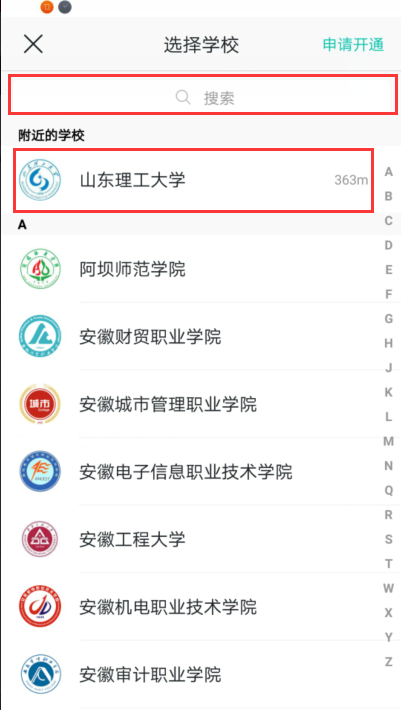 选择学校
申请开通
搜索
附近的学校
山东理工大学
363m
A
阿坝师范学院
安徽财贸职业学院
城市
安徽城市管理职业学院
安徽电子信息职业技术学院
安徽工程大学
安徽机电职业技术学院
安徽审计职业学院
A
B
C
D
E
F
G
H
J
K
L
M
N
Q
R
S
T
W
X
Y
Z